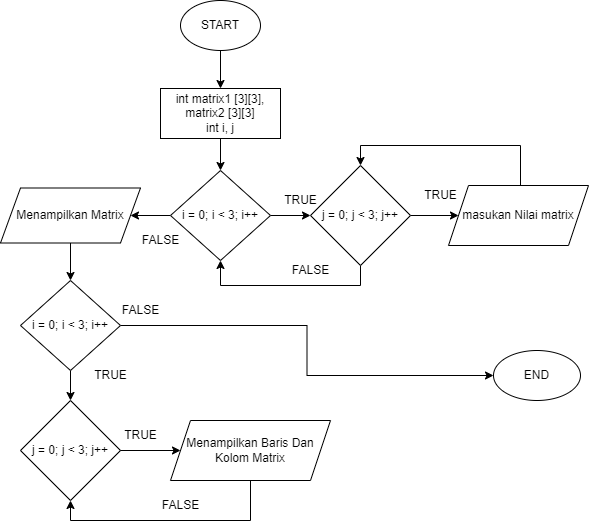 START
int matrix1 [3][3],
matrix2 [3][3]
int i, j
i = 0; i < 3; i++
TRUE
j = 0; j < 3; j++
TRUE
masukan Nilai matrix
FALSE
FALSE
Menampilkan Matrix
i = 0; i < 3; i++
FALSE
END
TRUE
j = 0; j < 3; j++
TRUE
Menampilkan Baris Dan
Kolom Matrix
FALSE